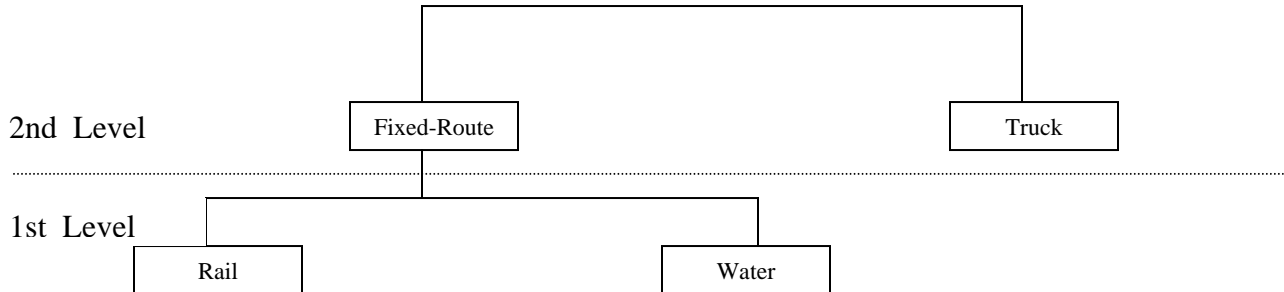 2nd Level
Fixed-Route
Truck
1st Level
Rail
Water